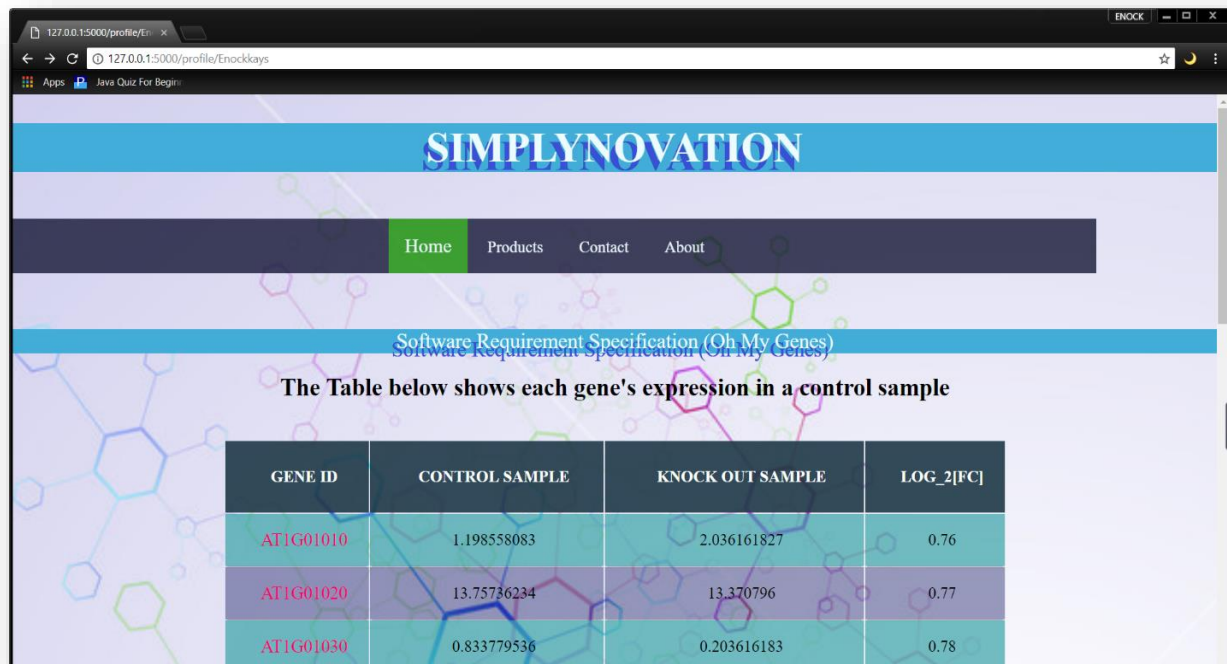 ENOCK
127.0.0.1:5000/profile/En
127.0.0.1:5000/profile/Enockkays
Apps Java Quiz For Beginn
SIMPLYNOVATION
Home Products Contact About
Software Requirement Specification (Oh My Genes)
The Table below shows each gene's expression in a control sample
GENE ID CONTROL SAMPLE KNOCK OUT SAMPLE LOG_2[FC]
AT1G01010 1.198558083 2.036161827 0.76
AT1G01020 13.75736234 13.370796 0.77
AT1G01030 0.833779536 0.203616183 0.78